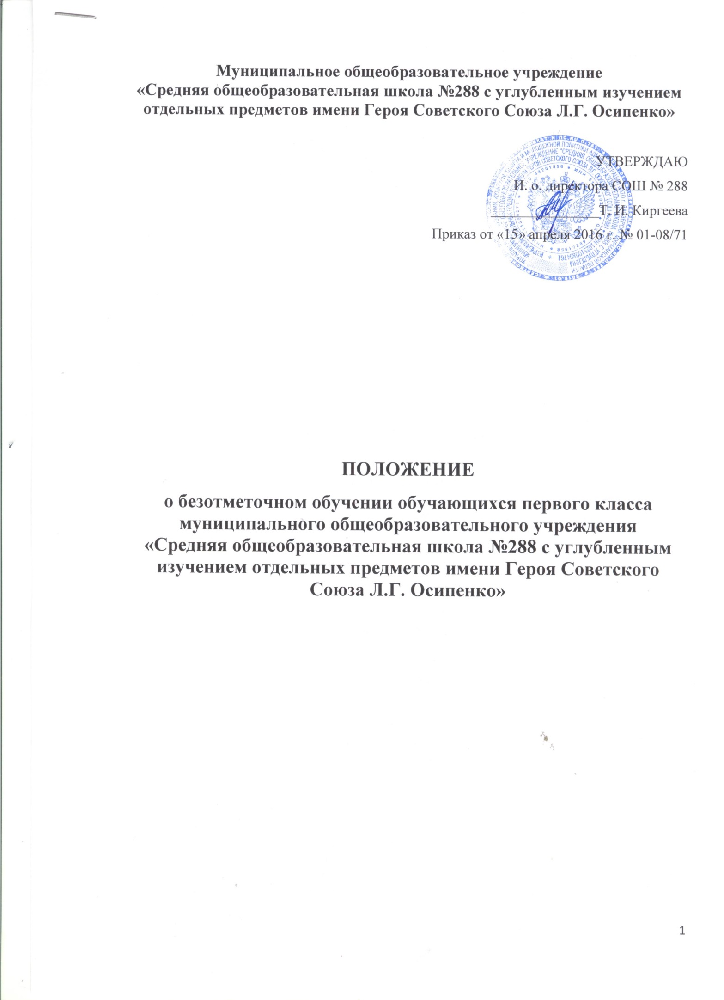 Муниципальное общеобразовательное учреждение
«Средняя общеобразовательная школа №288 с углубленным изучением
отдельных предметов имени Героя Советского Союза Л.Г. Осипенко»
УТВЕРЖДАЮ
И. о. директора СОШ № 288
Т. И. Киргеева
Приказ от «15» апреля 2016 г. № 01-08/71
ПОЛОЖЕНИЕ
о безотметочном обучении обучающихся первого класса
муниципального общеобразовательного учреждения
«Средняя общеобразовательная школа №288 с углубленным
изучением отдельных предметов имени Героя Советского
Союза Л.Г. Осипенко»
1